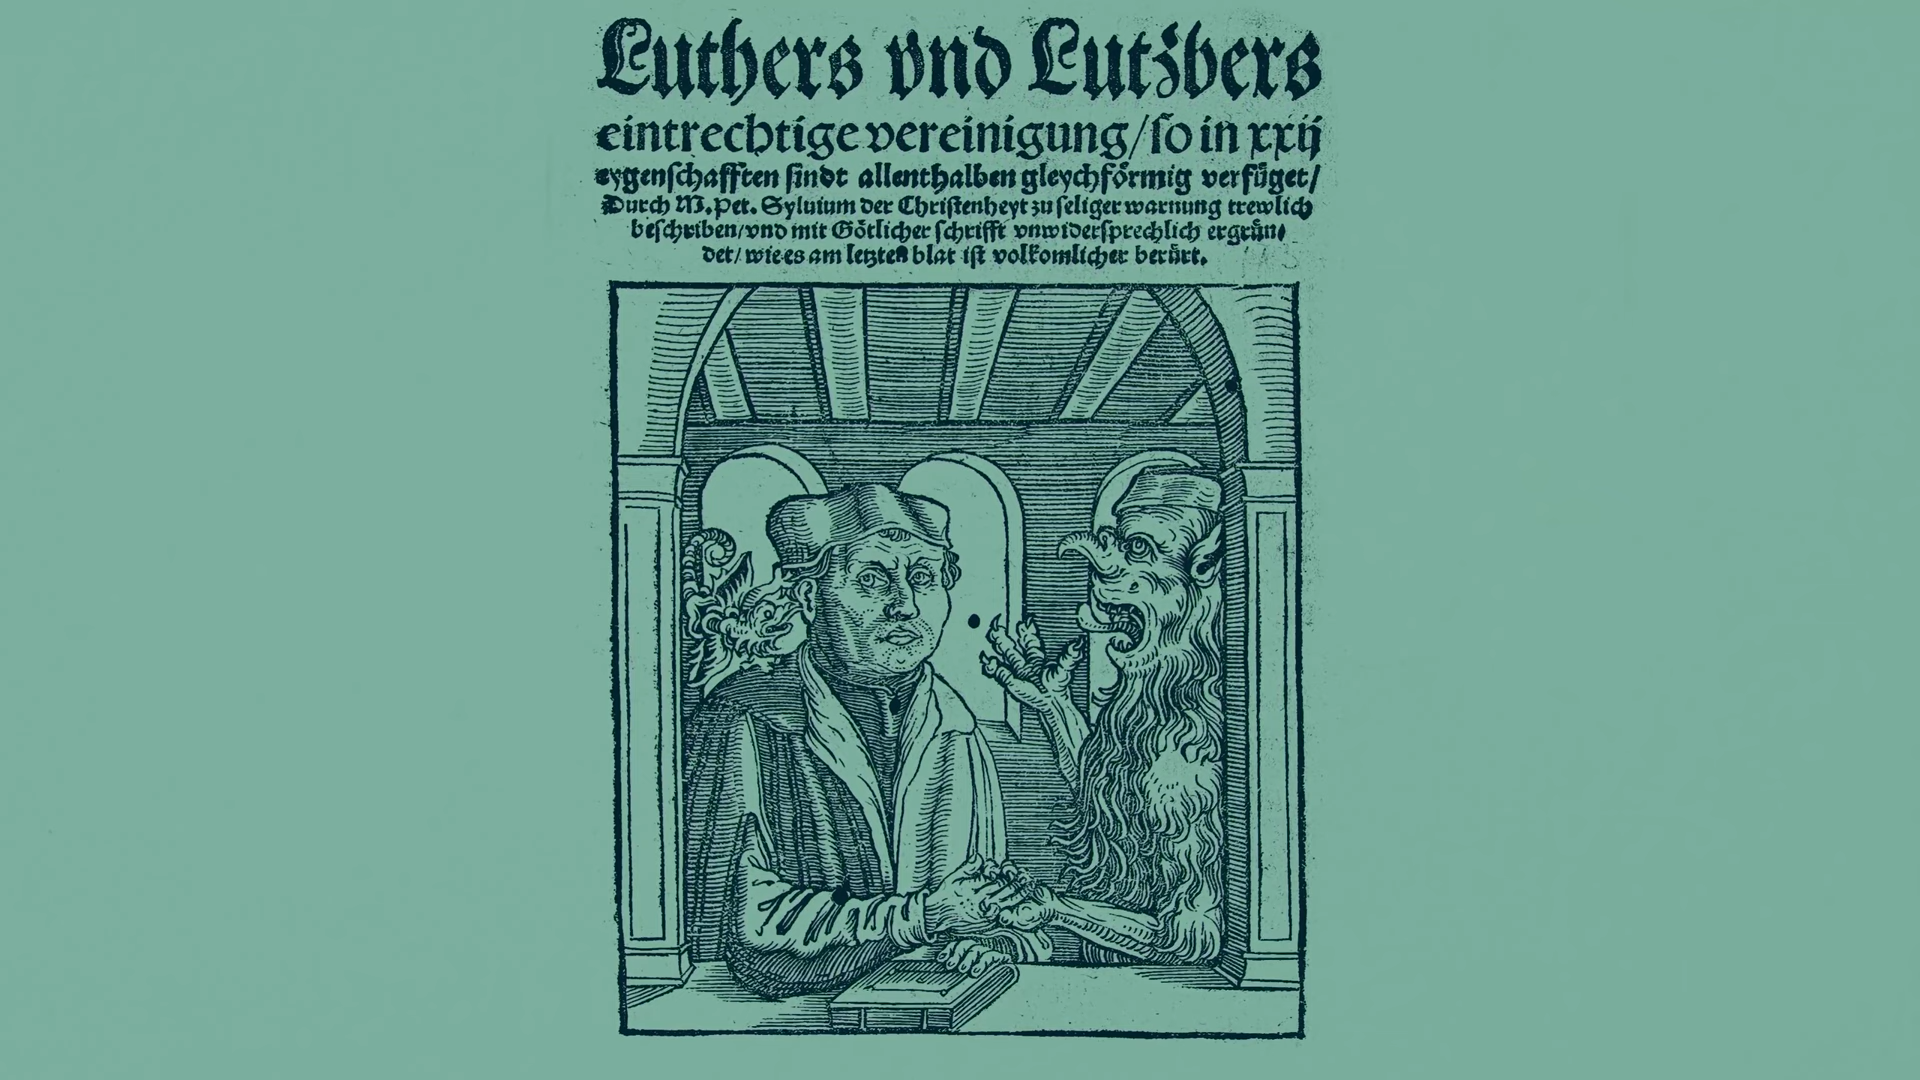 Luthers vnd Lutzbers
eintrechtige vereinigung/so in xxij
eygenschafften sindt allenthalben gleychförmig verfüget/
Durch M. Pet. Syluium der Christenheyt zu seliger warnung trewlich
beschriben/vnd mit Götlicher schrifft vnwidersprechlich ergrün⸗
det/ wie es am letzten blat ist volkomlicher berürt.